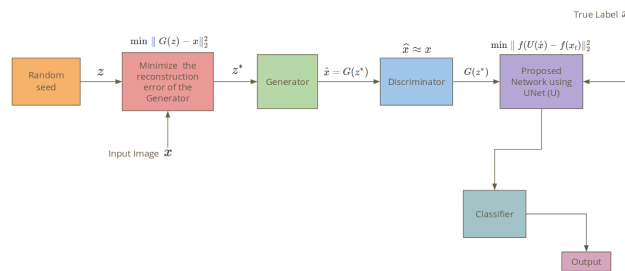 True Label
min ‖ G(z) − x‖₂²
x̂ ≈ x
min ‖ f(U(x̂) − f(xₜ)‖₂²
Random
seed
z
Minimize the
reconstruction
error of the
Generator
z*
Generator
x̂ = G(z*)
Discriminator
G(z*)
Proposed
Network using
UNet (U)
Input Image x
Classifier
Output